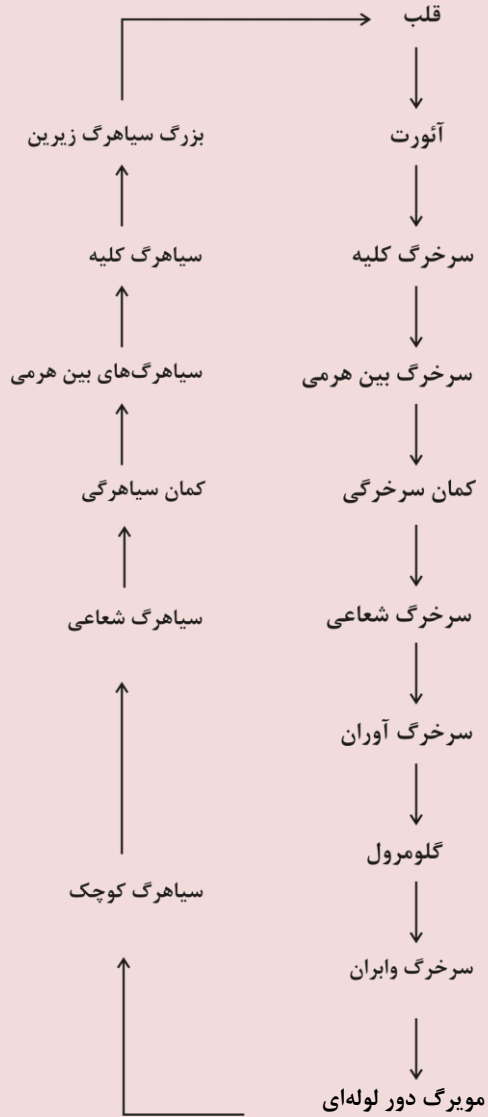 قلب
آئورت
سرخرگ کلیه
سرخرگ بین هرمی
کمان سرخرگی
سرخرگ شعاعی
سرخرگ آوران
گلومرول
سرخرگ وابران
مویرگ دور لوله‌ای
سیاهرگ کوچک
سیاهرگ شعاعی
کمان سیاهرگی
سیاهرگ‌های بین هرمی
سیاهرگ کلیه
بزرگ سیاهرگ زیرین